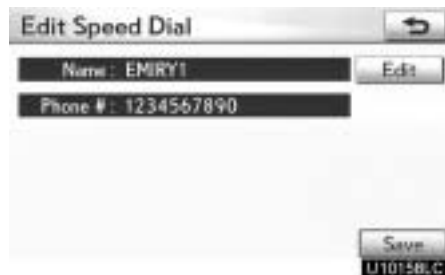 Edit Speed Dial
Name: EMIRY1
Edit
Phone #: 1234567890
Save
U10158LC